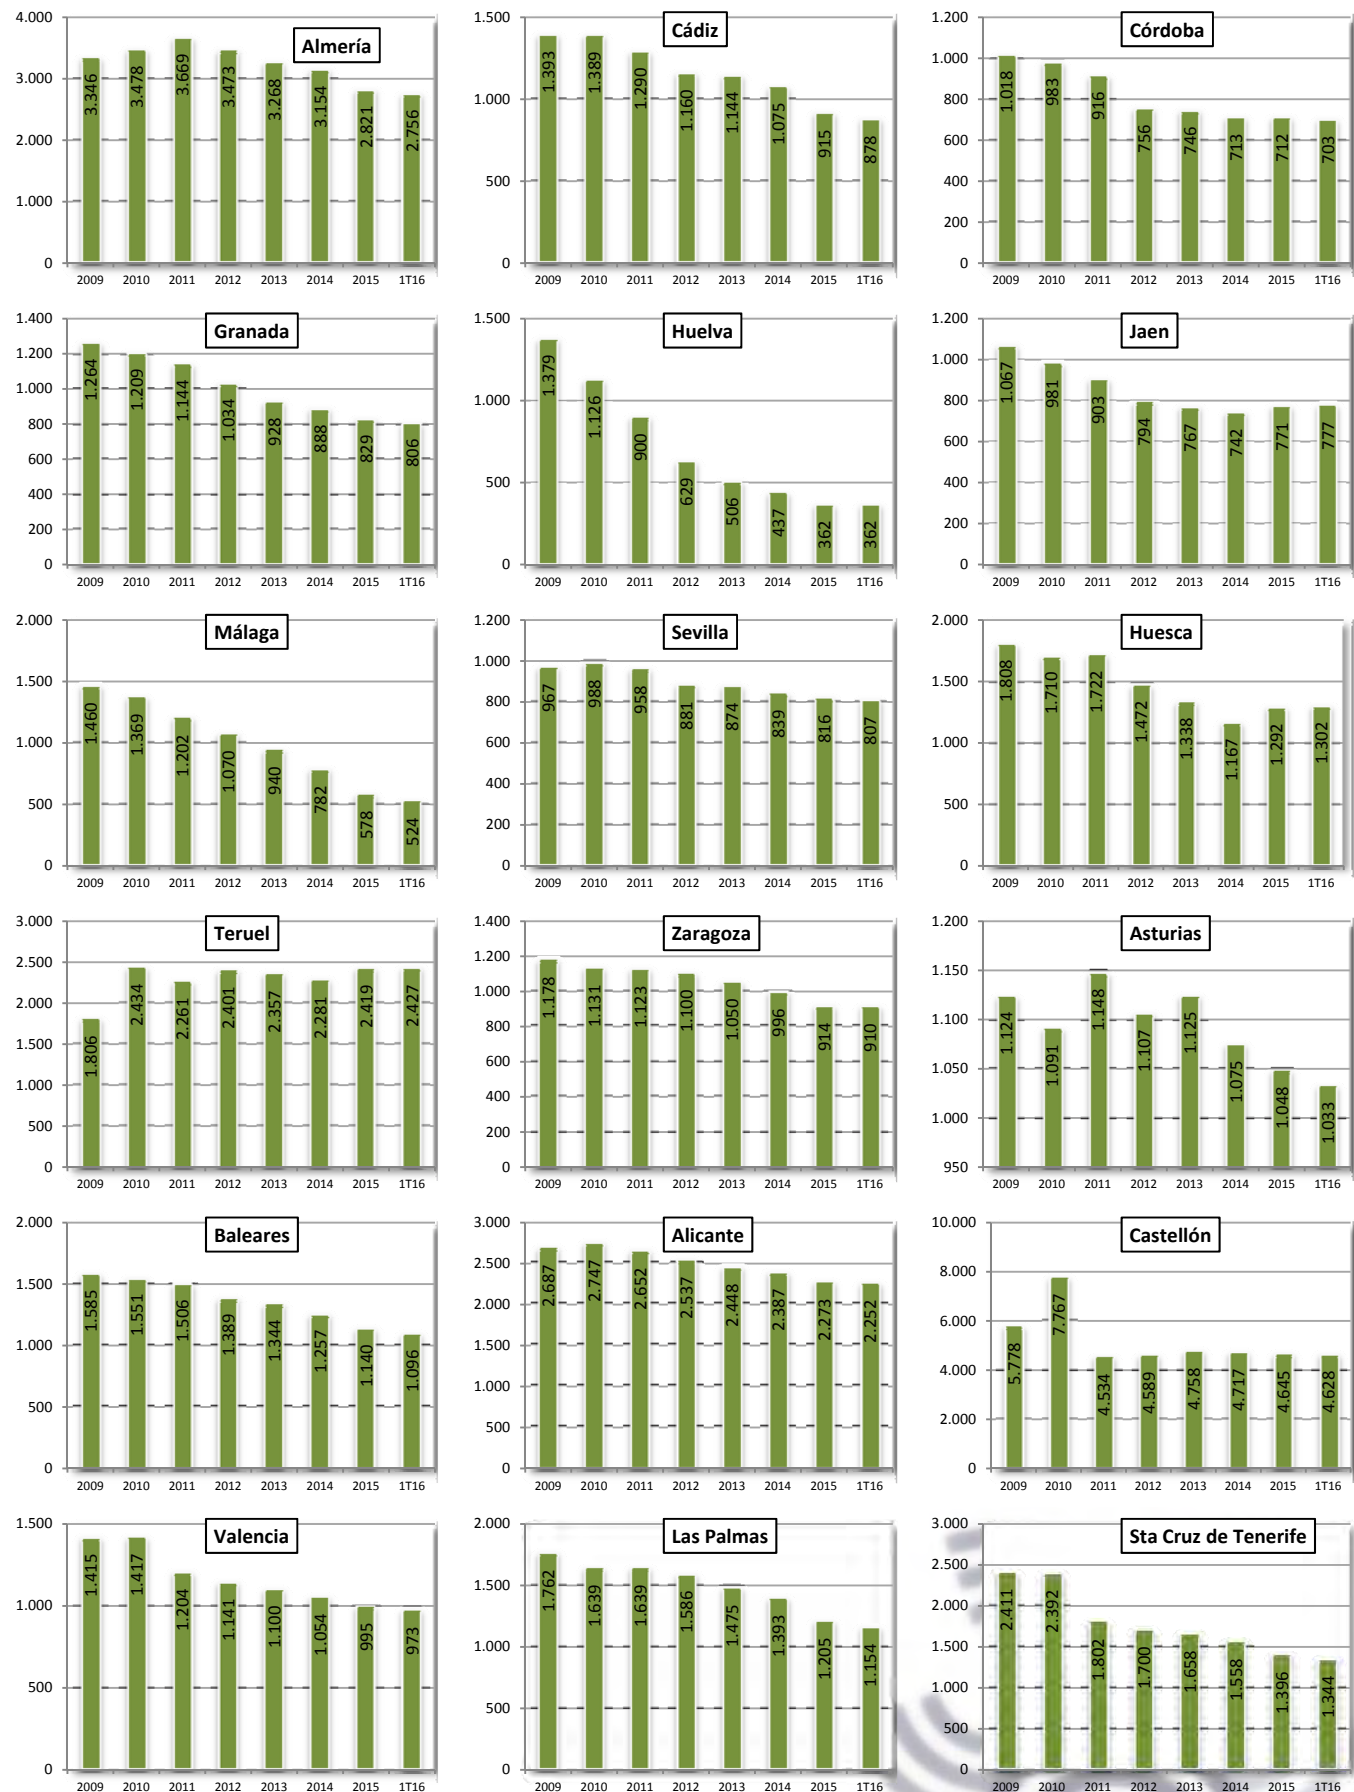 Almería
4.000
3.000
2.000
1.000
0
3.346 3.478 3.669 3.473 3.268 3.154 2.821 2.756
2009 2010 2011 2012 2013 2014 2015 1T16
Cádiz
1.500
1.000
500
0
1.393 1.389 1.290 1.160 1.144 1.075 915 878
2009 2010 2011 2012 2013 2014 2015 1T16
Córdoba
1.200
1.000
800
600
400
200
0
1.018 983 916 756 746 713 712 703
2009 2010 2011 2012 2013 2014 2015 1T16
Granada
1.400
1.200
1.000
800
600
400
200
0
1.264 1.209 1.144 1.034 928 888 829 806
2009 2010 2011 2012 2013 2014 2015 1T16
Huelva
1.500
1.000
500
0
1.379 1.126 900 629 506 437 362 362
2009 2010 2011 2012 2013 2014 2015 1T16
Jaen
1.200
1.000
800
600
400
200
0
1.067 981 903 794 767 742 771 777
2009 2010 2011 2012 2013 2014 2015 1T16
Málaga
2.000
1.500
1.000
500
0
1.460 1.369 1.202 1.070 940 782 578 524
2009 2010 2011 2012 2013 2014 2015 1T16
Sevilla
1.200
1.000
800
600
400
200
0
967 988 958 881 874 839 816 807
2009 2010 2011 2012 2013 2014 2015 1T16
Huesca
2.000
1.500
1.000
500
0
1.808 1.710 1.722 1.472 1.338 1.167 1.292 1.302
2009 2010 2011 2012 2013 2014 2015 1T16
Teruel
3.000
2.500
2.000
1.500
1.000
500
0
1.806 2.434 2.261 2.401 2.357 2.281 2.419 2.427
2009 2010 2011 2012 2013 2014 2015 1T16
Zaragoza
1.400
1.200
1.000
800
600
400
200
0
1.178 1.131 1.123 1.100 1.050 996 914 910
2009 2010 2011 2012 2013 2014 2015 1T16
Asturias
1.200
1.150
1.100
1.050
1.000
950
1.124 1.091 1.148 1.107 1.125 1.075 1.048 1.033
2009 2010 2011 2012 2013 2014 2015 1T16
Baleares
2.000
1.500
1.000
500
0
1.585 1.551 1.506 1.389 1.344 1.257 1.140 1.096
2009 2010 2011 2012 2013 2014 2015 1T16
Alicante
3.000
2.500
2.000
1.500
1.000
500
0
2.687 2.747 2.652 2.537 2.448 2.387 2.273 2.252
2009 2010 2011 2012 2013 2014 2015 1T16
Castellón
10.000
8.000
6.000
4.000
2.000
0
5.778 7.767 4.534 4.589 4.758 4.717 4.645 4.628
2009 2010 2011 2012 2013 2014 2015 1T16
Valencia
1.500
1.000
500
0
1.415 1.417 1.204 1.141 1.100 1.054 995 973
2009 2010 2011 2012 2013 2014 2015 1T16
Las Palmas
2.000
1.500
1.000
500
0
1.762 1.639 1.639 1.586 1.475 1.393 1.205 1.154
2009 2010 2011 2012 2013 2014 2015 1T16
Sta Cruz de Tenerife
3.000
2.500
2.000
1.500
1.000
500
0
2.411 2.392 1.802 1.700 1.658 1.558 1.396 1.344
2009 2010 2011 2012 2013 2014 2015 1T16